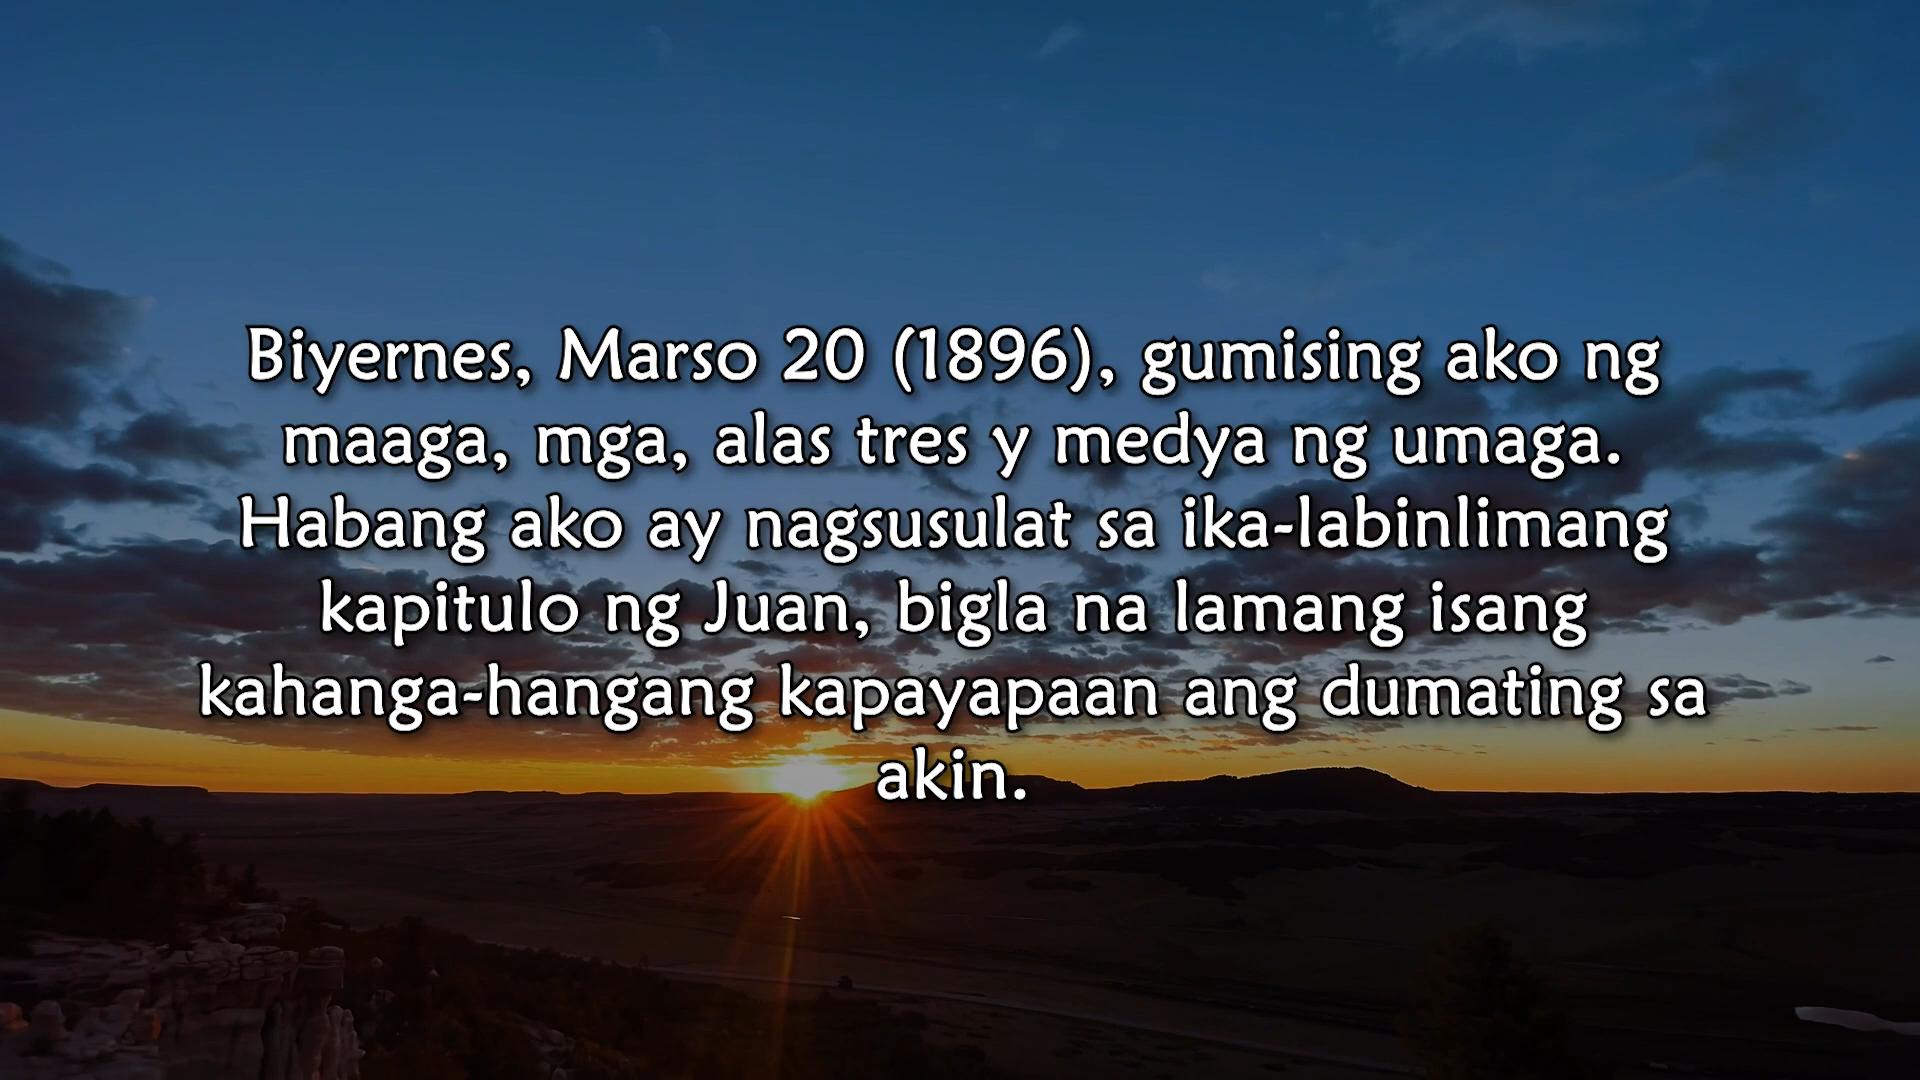 Biyernes, Marso 20 (1896), gumising ako ng
maaga, mga, alas tres y medya ng umaga.
Habang ako ay nagsusulat sa ika-labinlimang
kapitulo ng Juan, bigla na lamang isang
kahanga-hangang kapayapaan ang dumating sa
akin.